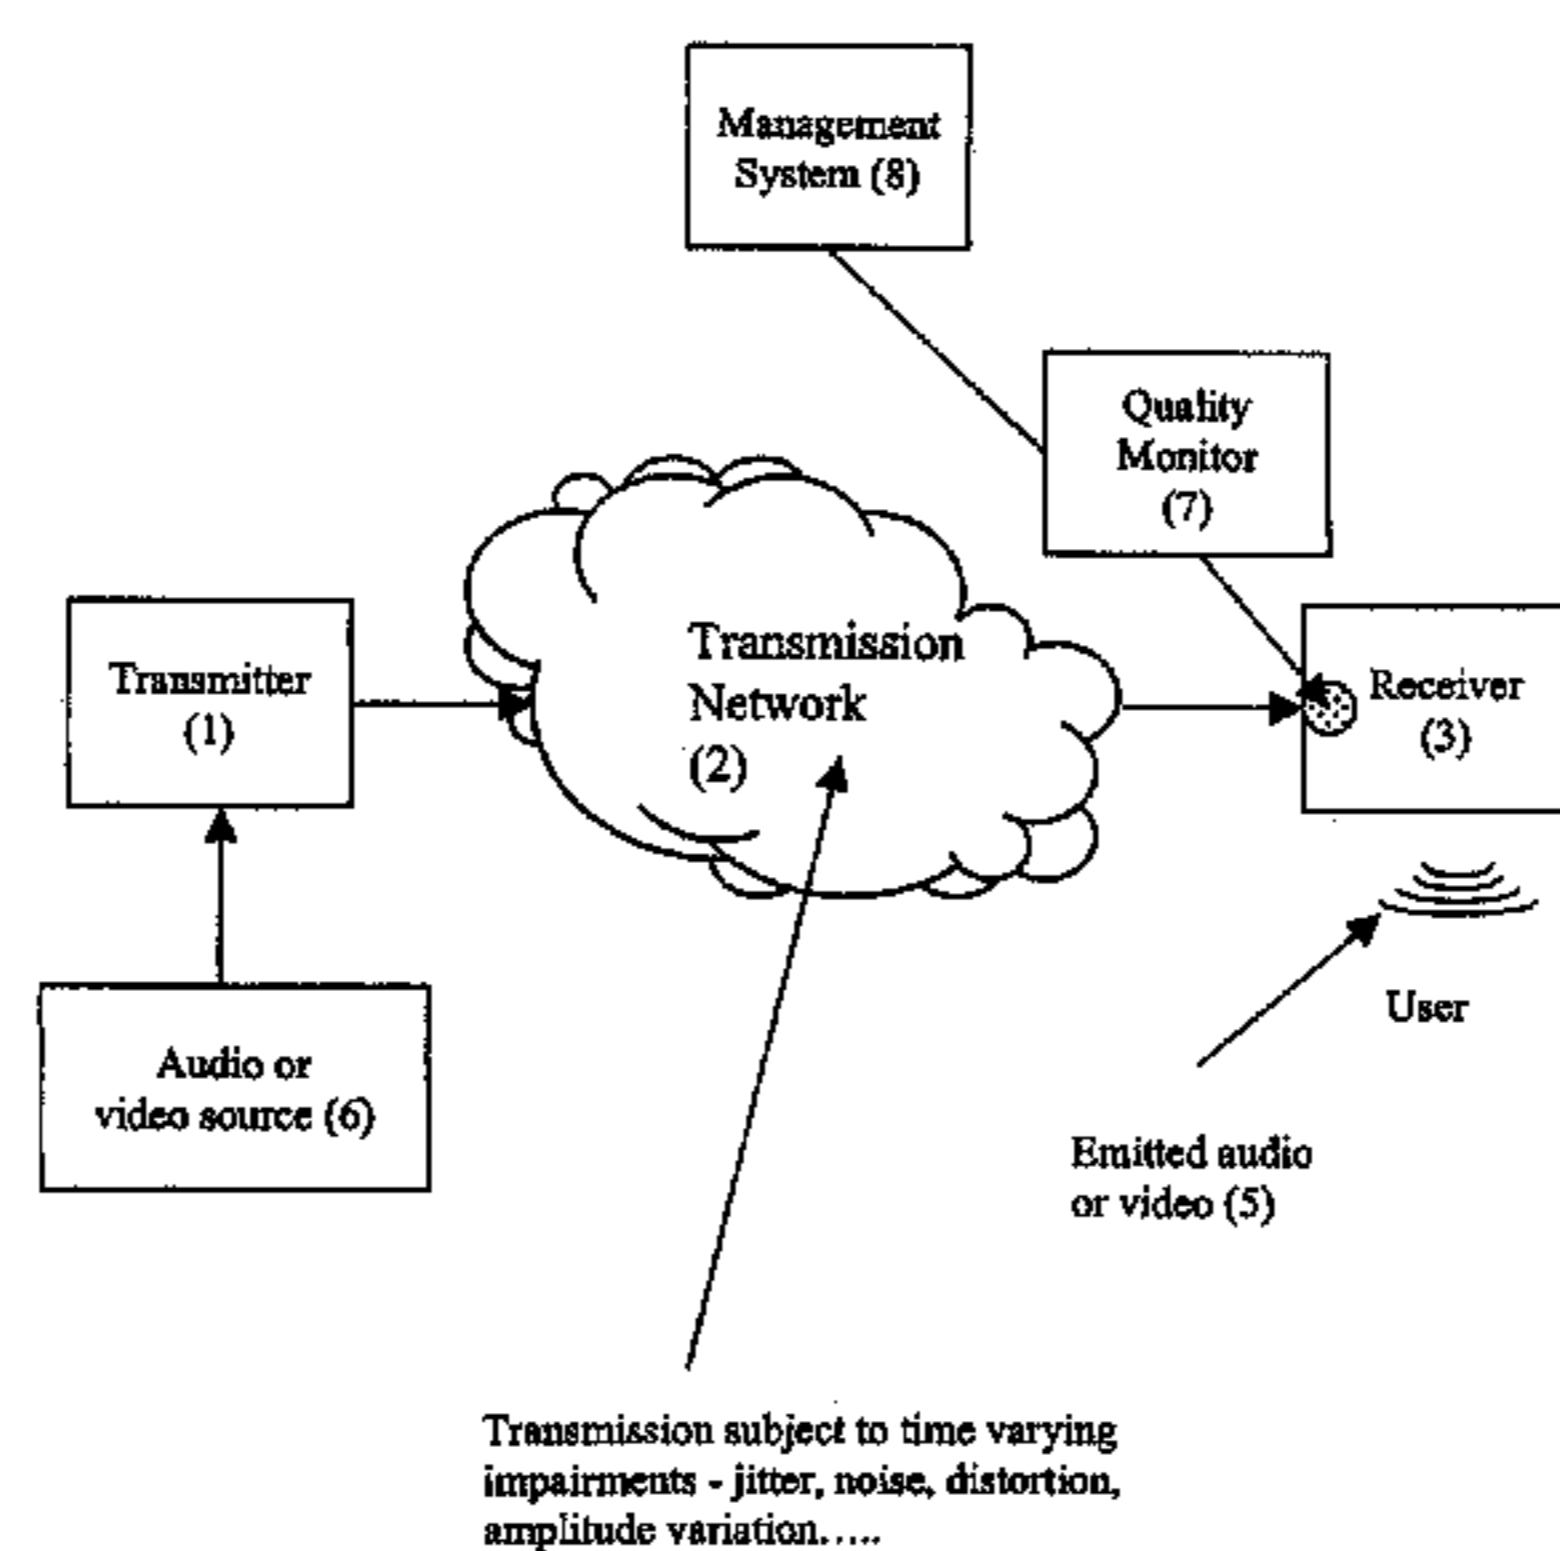 Management
System (8)
Quality
Monitor
(7)
Transmitter
(1)
Transmission
Network
(2)
Receiver
(3)
Audio or
video source (6)
User
Emitted audio
or video (5)
Transmission subject to time varying
impairments - jitter, noise, distortion,
amplitude variation.....